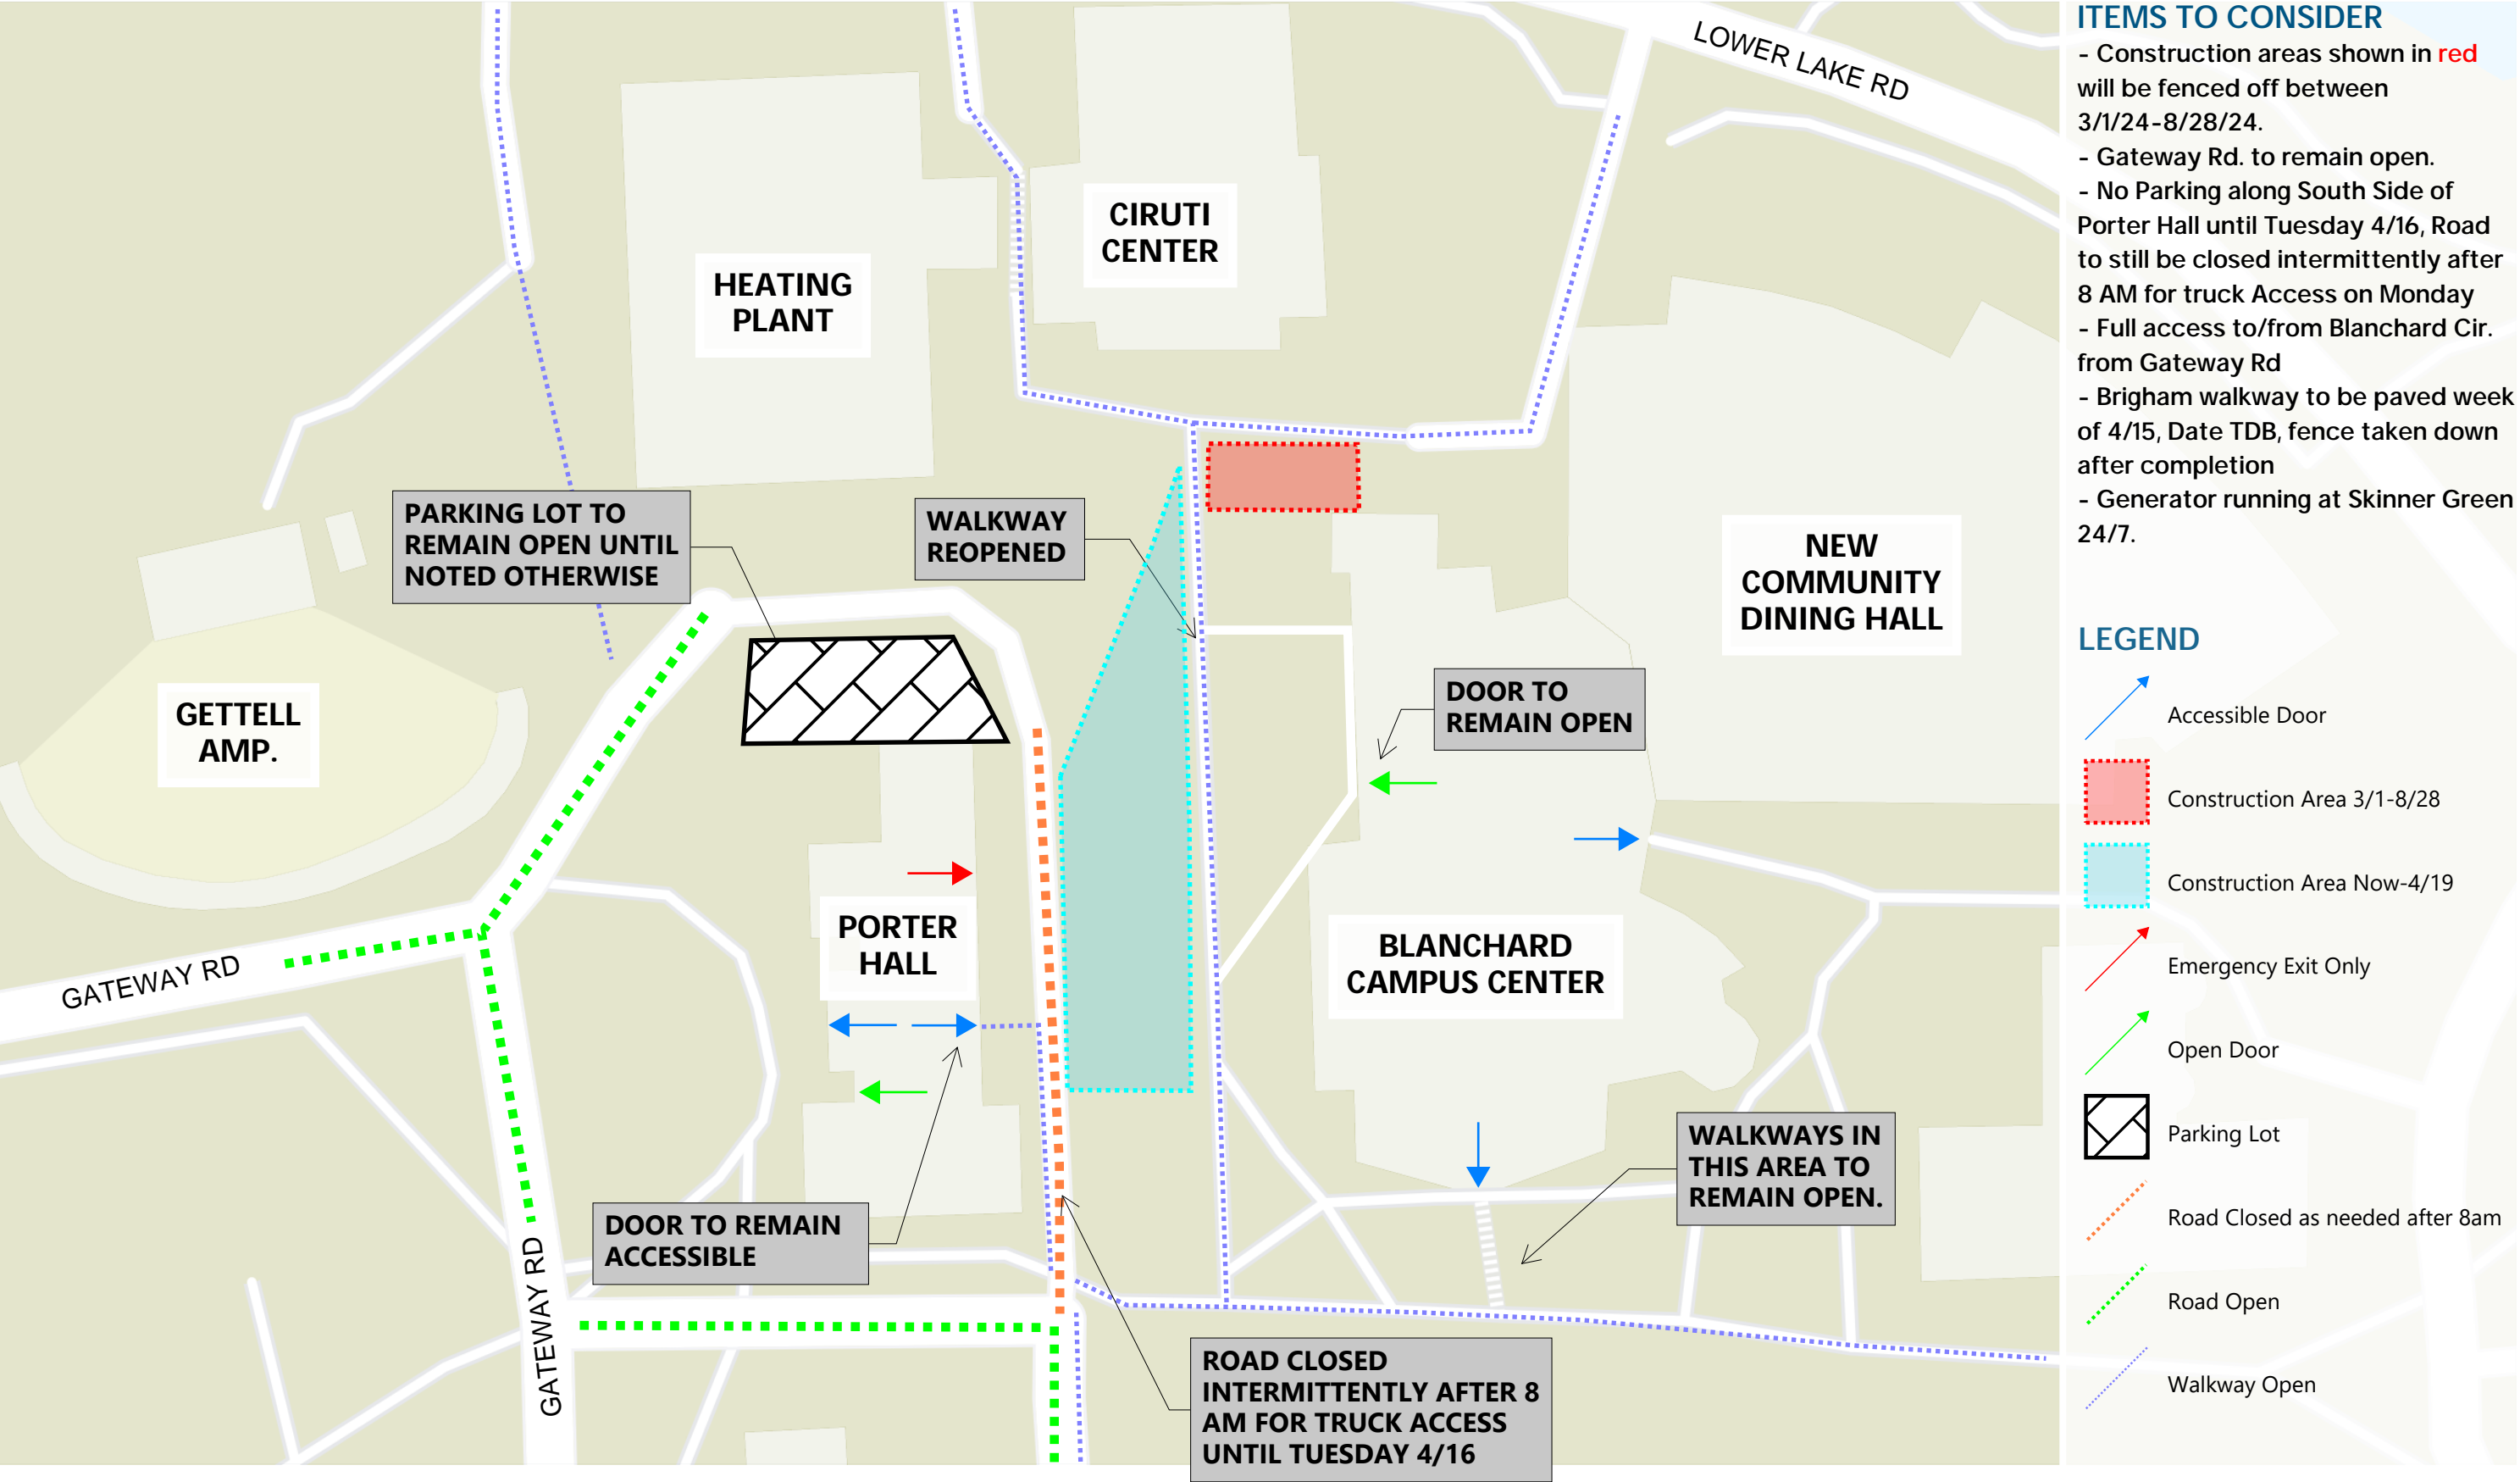 LOWER LAKE RD
CIRUTI
CENTER
HEATING
PLANT
PARKING LOT TO
REMAIN OPEN UNTIL
NOTED OTHERWISE
WALKWAY
REOPENED
NEW
COMMUNITY
DINING HALL
GETTELL
AMP.
DOOR TO
REMAIN OPEN
PORTER
HALL
BLANCHARD
CAMPUS CENTER
GATEWAY RD
WALKWAYS IN
THIS AREA TO
REMAIN OPEN.
DOOR TO REMAIN
ACCESSIBLE
GATEWAY RD
ROAD CLOSED
INTERMITTENTLY AFTER 8
AM FOR TRUCK ACCESS
UNTIL TUESDAY 4/16
ITEMS TO CONSIDER
- Construction areas shown in red
will be fenced off between
3/1/24-8/28/24.
- Gateway Rd. to remain open.
- No Parking along South Side of
Porter Hall until Tuesday 4/16, Road
to still be closed intermittently after
8 AM for truck Access on Monday
- Full access to/from Blanchard Cir.
from Gateway Rd
- Brigham walkway to be paved week
of 4/15, Date TDB, fence taken down
after completion
- Generator running at Skinner Green
24/7.
LEGEND
Accessible Door
Construction Area 3/1-8/28
Construction Area Now-4/19
Emergency Exit Only
Open Door
Parking Lot
Road Closed as needed after 8am
Road Open
Walkway Open